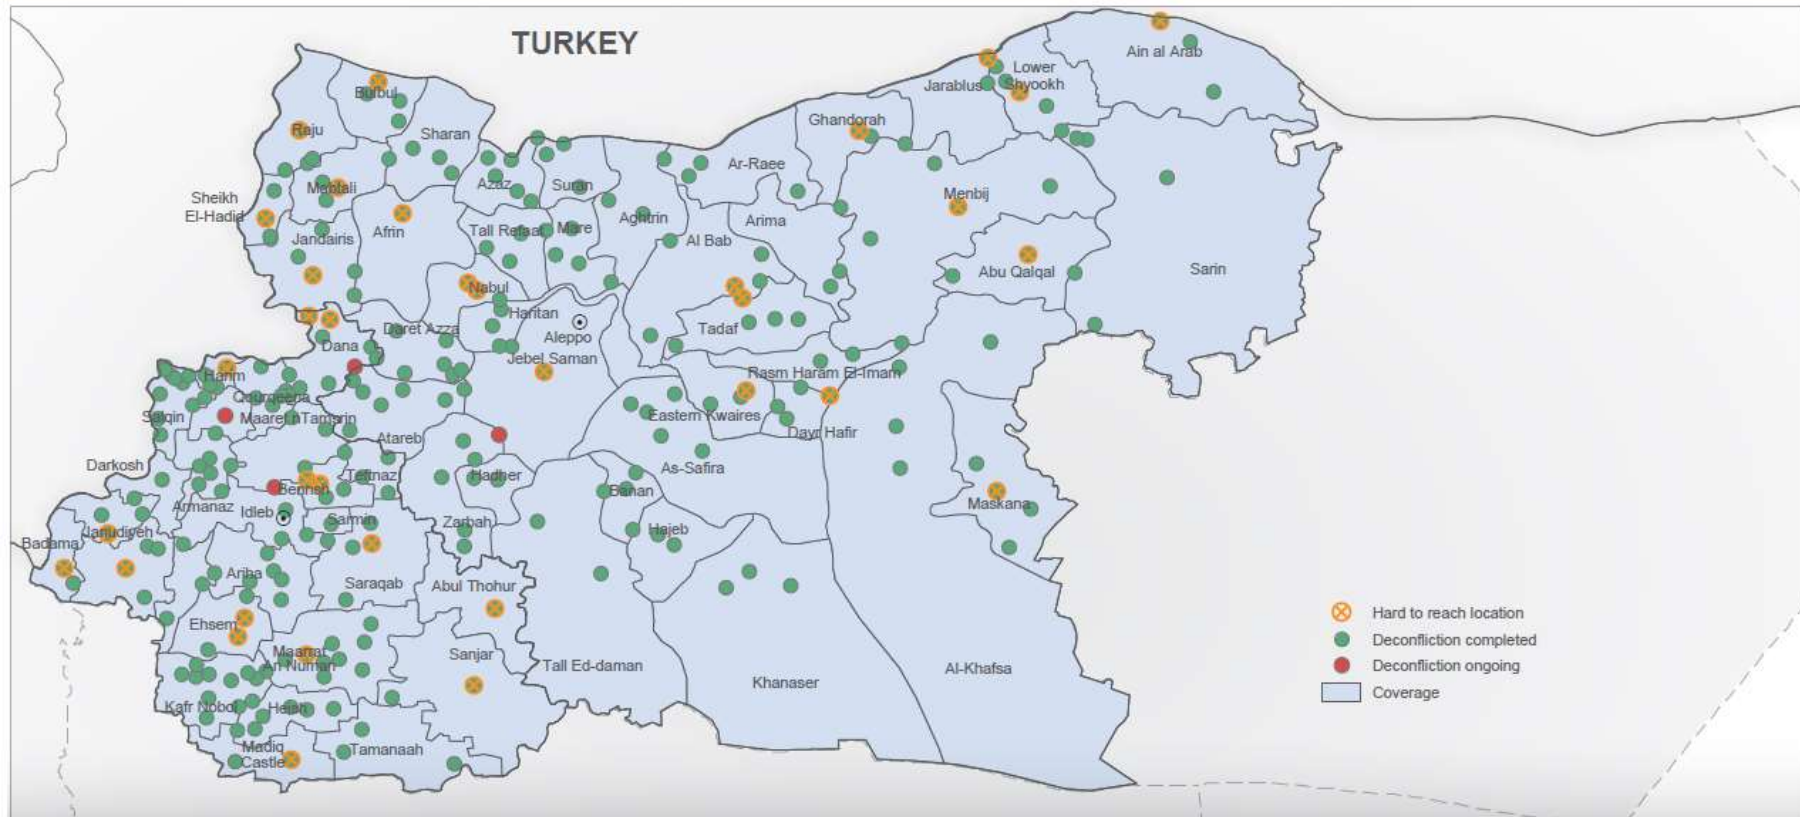 TURKEY
Ain al Arab
Lower
Shyookh
Jarablus
Bulbul
Ghandorah
Raju
Sharan
Ar-Raee
Azaz
Suran
Mabtali
Menbij
Sheikh
El-Hadid
Aghtrin
Arima
Afrin
Tall Refaat
Mare
Jandairis
Al Bab
Abu Qalqal
Sarin
Nabul
Haritan
Daret Azza
Aleppo
Tadaf
Dana
Jebel Saman
Harim
Rasm Haram El-Imam
Qourqeena
Salqin
Maaret nTamsrin
Eastern Kwaires
Dayr Hafir
Atareb
Darkosh
As-Safira
Teftnaz
Hadher
Bennsh
Banan
Maskana
Armanaz
Idleb
Sarmin
Zarbah
Janudiyeh
Hajeb
Badama
Ariha
Saraqab
Abul Thohur
Ehsem
Hard to reach location
Deconfliction completed
Maarrat
An Numan
Sanjar
Tall Ed-daman
Al-Khafsa
Deconfliction ongoing
Khanaser
Coverage
Kafr Nobol
Heish
Madiq
Castle
Tamanaah